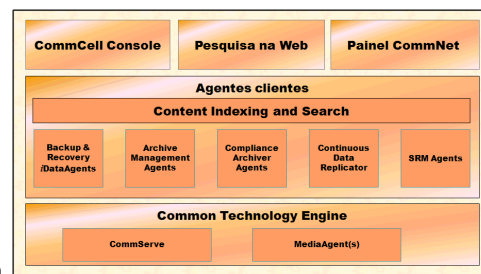 CommCell Console
Pesquisa na Web
Painel CommNet
Agentes clientes
Content Indexing and Search
Backup &
Recovery
iDataAgents
Archive
Management
Agents
Compliance
Archiver
Agents
Continuous
Data
Replicator
SRM Agents
Common Technology Engine
CommServe
MediaAgent(s)